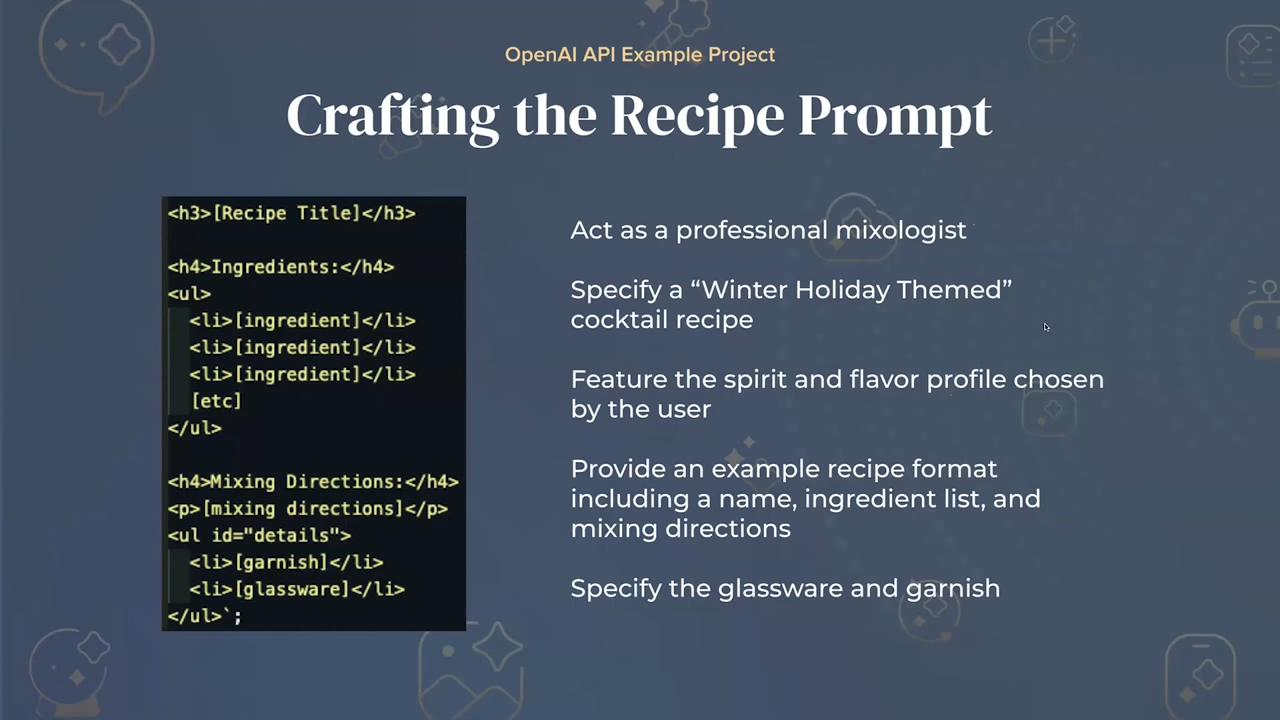 OpenAI API Example Project
Crafting the Recipe Prompt
<h3>[Recipe Title]</h3>
<h4>Ingredients:</h4>
<ul>
<li>[ingredient]</li>
<li>[ingredient]</li>
<li>[ingredient]</li>
[etc]
</ul>
<h4>Mixing Directions:</h4>
<p>[mixing directions]</p>
<ul id="details">
<li>[garnish]</li>
<li>[glassware]</li>
</ul>`;
Act as a professional mixologist
Specify a “Winter Holiday Themed”
cocktail recipe
Feature the spirit and flavor profile chosen
by the user
Provide an example recipe format
including a name, ingredient list, and
mixing directions
Specify the glassware and garnish